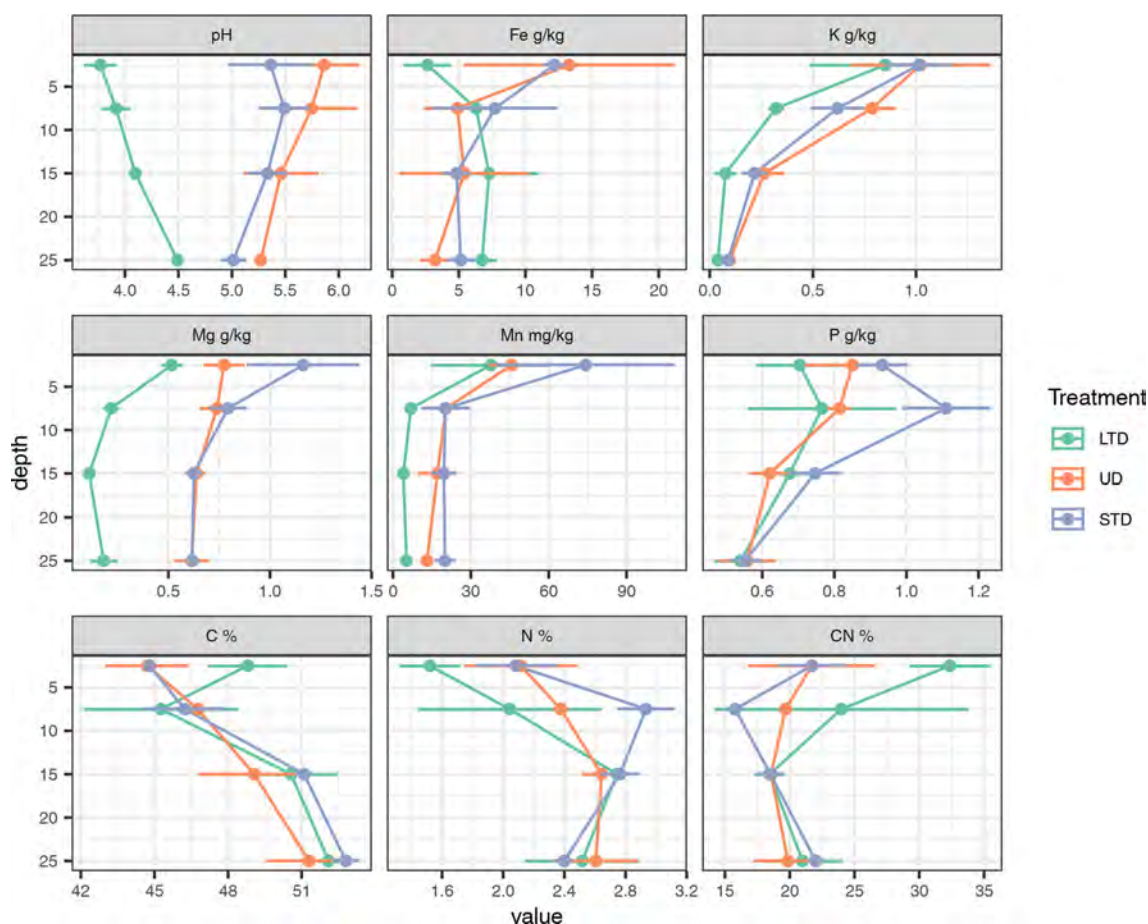 pH Fe g/kg K g/kg
5
10
15
20
25
4.0 4.5 5.0 5.5 6.0 0 5 10 15 20 0.0 0.5 1.0
Mg g/kg Mn mg/kg P g/kg
5
10
15
20
25
0.5 1.0 1.5 0 30 60 90 0.6 0.8 1.0 1.2
depth
Treatment
LTD
UD
STD
C % N % CN %
5
10
15
20
25
42 45 48 51 1.6 2.0 2.4 2.8 3.2 15 20 25 30 35
value